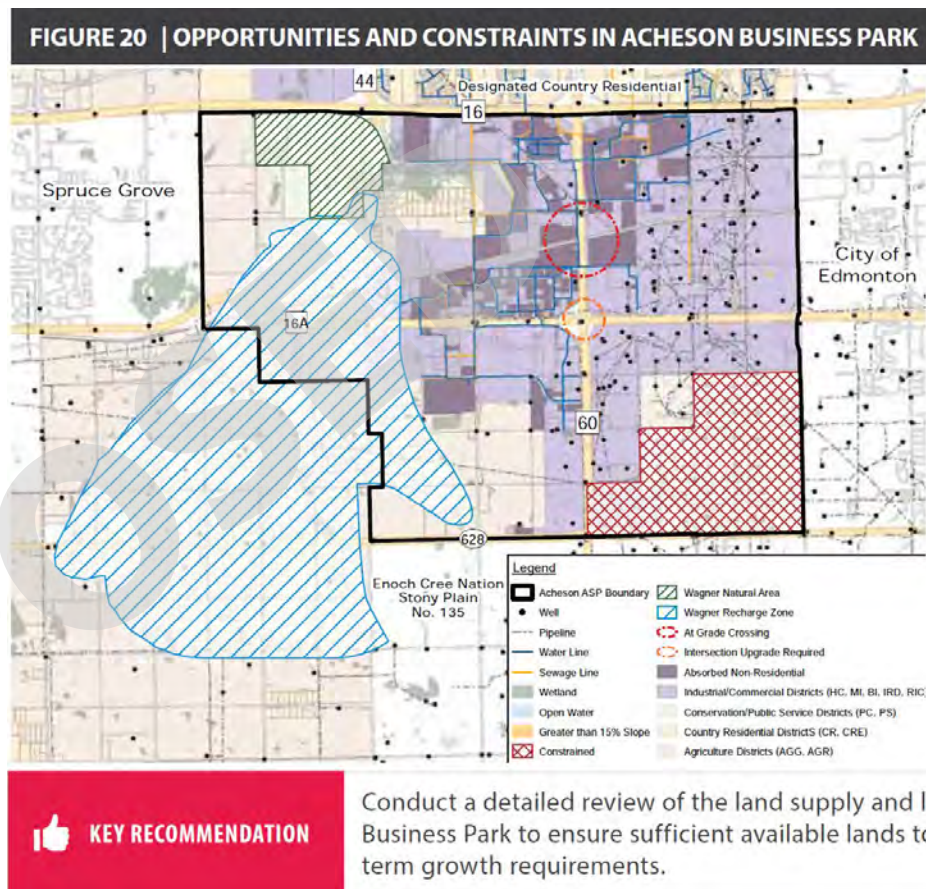 FIGURE 20 | OPPORTUNITIES AND CONSTRAINTS IN ACHESON BUSINESS PARK
44
Designated Country Residential
16
Spruce Grove
City of
Edmonton
16A
60
628
Enoch Cree Nation
Stony Plain
No. 135
Legend
Acheson ASP Boundary
Well
Pipeline
Water Line
Sewage Line
Wetland
Open Water
Greater than 15% Slope
Constrained
Wagner Natural Area
Wagner Recharge Zone
At Grade Crossing
Intersection Upgrade Required
Absorbed Non-Residential
Industrial/Commercial Districts (HC, MI, BI, IRD, RIC)
Conservation/Public Service Districts (PC, PS)
Country Residential DistrictS (CR, CRE)
Agriculture Districts (AGG, AGR)
KEY RECOMMENDATION
Conduct a detailed review of the land supply and
Business Park to ensure sufficient available lands to
term growth requirements.